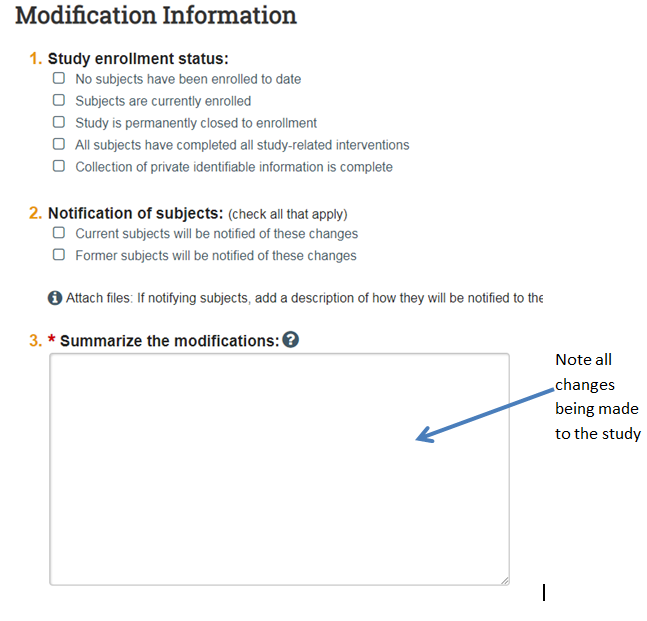 Modification Information
1. Study enrollment status:
No subjects have been enrolled to date
Subjects are currently enrolled
Study is permanently closed to enrollment
All subjects have completed all study-related interventions
Collection of private identifiable information is complete
2. Notification of subjects: (check all that apply)
Current subjects will be notified of these changes
Former subjects will be notified of these changes
Attach files: If notifying subjects, add a description of how they will be notified to the
3. * Summarize the modifications:
Note all
changes
being made
to the study